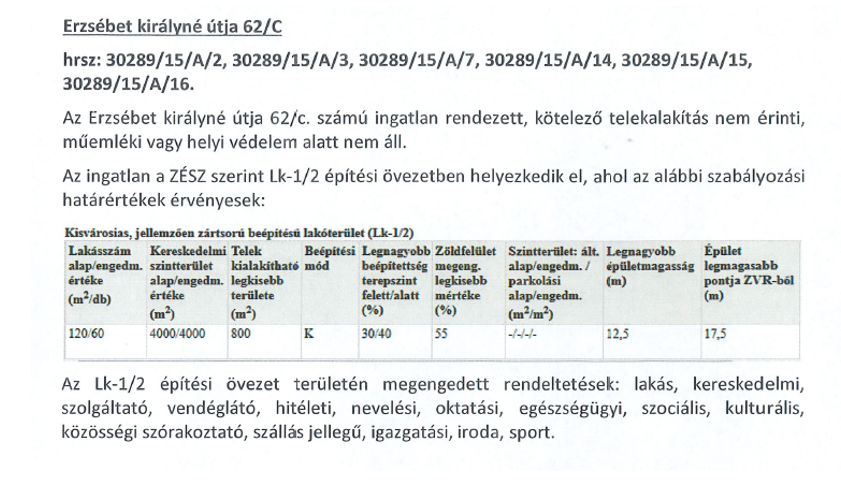 Erzsébet királyné útja 62/C
hrsz: 30289/15/A/2, 30289/15/A/3, 30289/15/A/7, 30289/15/A/14, 30289/15/A/15,
30289/15/A/16.
Az Erzsébet királyné útja 62/c. számú ingatlan rendezett, kötelező telekalakítás nem érinti,
műemléki vagy helyi védelem alatt nem áll.
Az ingatlan a ZÉSZ szerint Lk-1/2 építési övezetben helyezkedik el, ahol az alábbi szabályozási
határértékek érvényesek:
Kisvárosias, jellemzően zártsorú beépítésű lakóterület (Lk-1/2)
Lakásszám Kereskedelmi Telek Beépítési Legnagyobb Zöldfelület Szintterület: ált. Legnagyobb Épület
alap/engedm. szintterület kialakítható mód beépítettség megeng. alap/engedm. / épületmagasság legmagasabb
értéke alap/engedm. legkisebb terepszint legkisebb parkolási (m) pontja ZVR-ből
(m²/db) értéke területe felett/alatt mértéke alap/engedm. (m)
(m²) (m²) (%) (%) (m²/m²)
120/60 4000/4000 800 K 30/40 55 -/-/-/- 12,5 17,5
Az Lk-1/2 építési övezet területén megengedett rendeltetések: lakás, kereskedelmi,
szolgáltató, vendéglátó, hitéleti, nevelési, oktatási, egészségügyi, szociális, kulturális,
közösségi szórakoztató, szállás jellegű, igazgatási, iroda, sport.